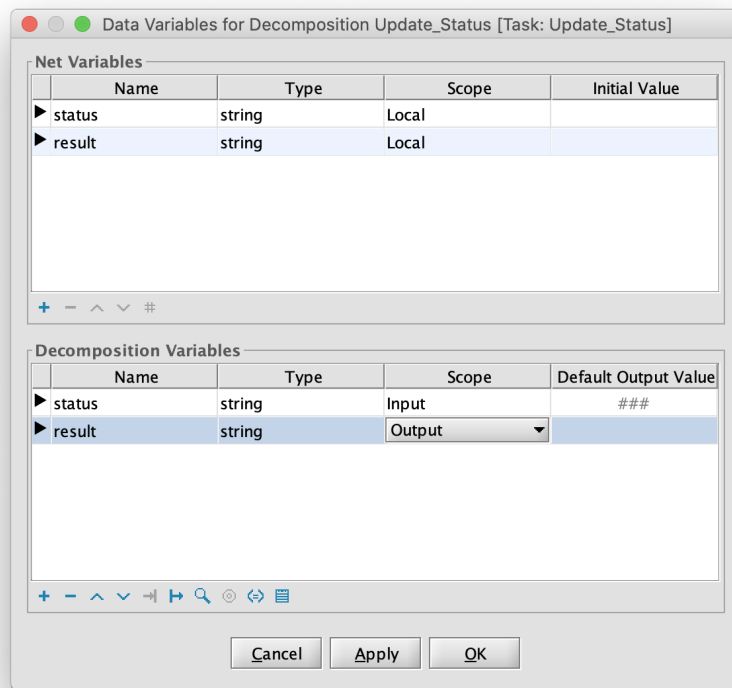 Data Variables for Decomposition Update_Status [Task: Update_Status]
Net Variables
Name Type Scope Initial Value
status string Local
result string Local
Decomposition Variables
Name Type Scope Default Output Value
status string Input ###
result string Output
Cancel Apply OK